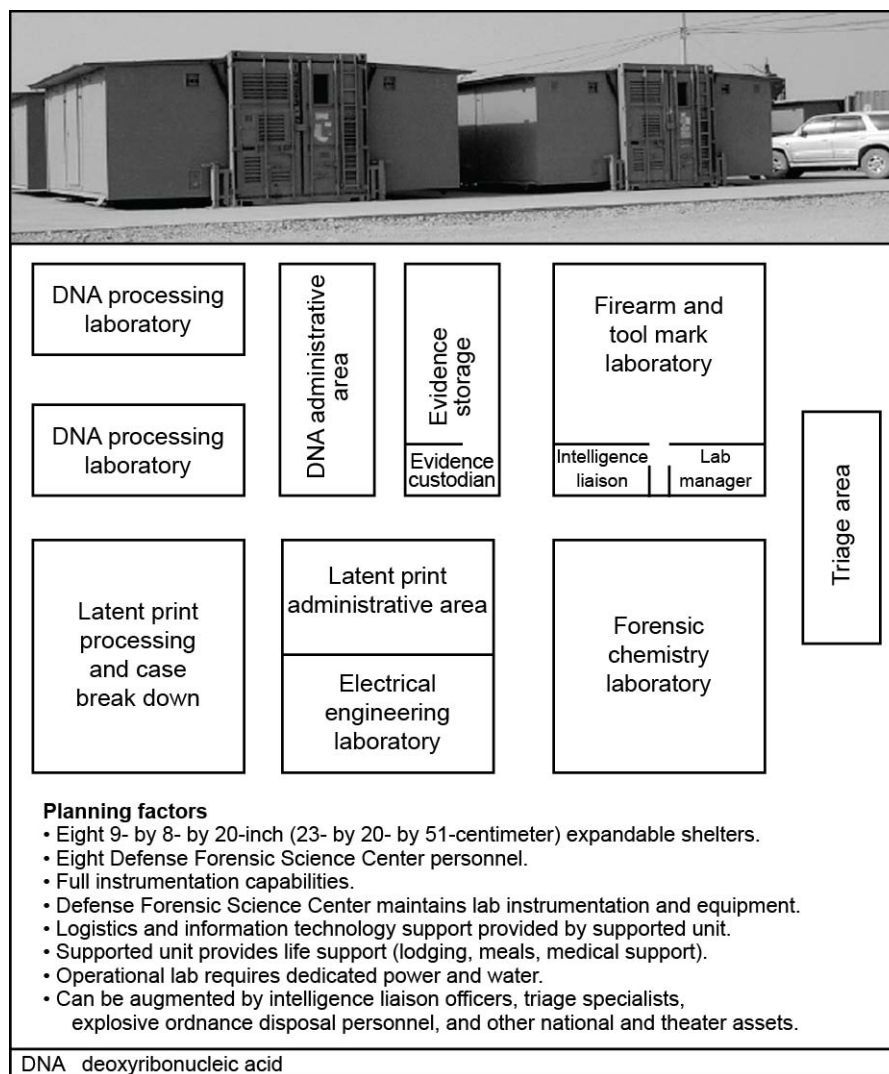 DNA processing
laboratory
DNA processing
laboratory
DNA administrative
area
Evidence
storage
Evidence
custodian
Firearm and
tool mark
laboratory
Intelligence
liaison
Lab
manager
Triage area
Latent print
processing
and case
break down
Latent print
administrative area
Electrical
engineering
laboratory
Forensic
chemistry
laboratory
Planning factors
• Eight 9- by 8- by 20-inch (23- by 20- by 51-centimeter) expandable shelters.
• Eight Defense Forensic Science Center personnel.
• Full instrumentation capabilities.
• Defense Forensic Science Center maintains lab instrumentation and equipment.
• Logistics and information technology support provided by supported unit.
• Supported unit provides life support (lodging, meals, medical support).
• Operational lab requires dedicated power and water.
• Can be augmented by intelligence liaison officers, triage specialists,
explosive ordnance disposal personnel, and other national and theater assets.
DNA deoxyribonucleic acid